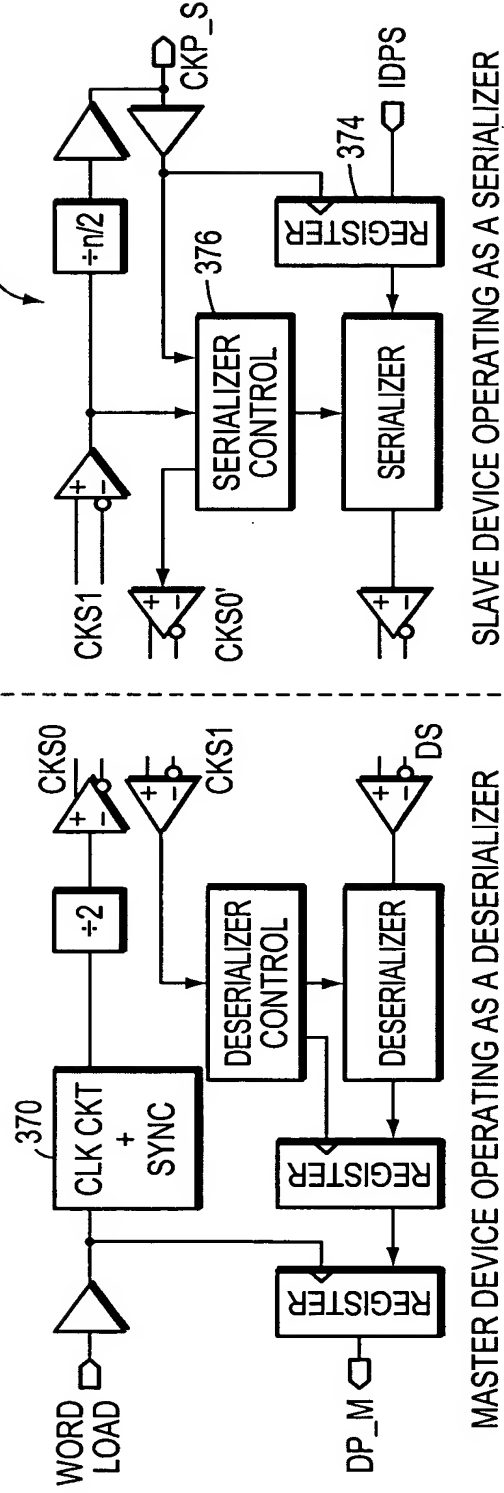 WORD
LOAD
370
CLK CKT
+
SYNC
÷2
CKS0
+
−
CKS1
+
−
DESERIALIZER
CONTROL
DP_M
REGISTER
REGISTER
DESERIALIZER
DS
+
−
MASTER DEVICE OPERATING AS A DESERIALIZER
CKS1
+
−
÷n/2
CKP_S
CKS0'
+
−
376
SERIALIZER
CONTROL
+
−
SERIALIZER
374
REGISTER
IDPS
SLAVE DEVICE OPERATING AS A SERIALIZER